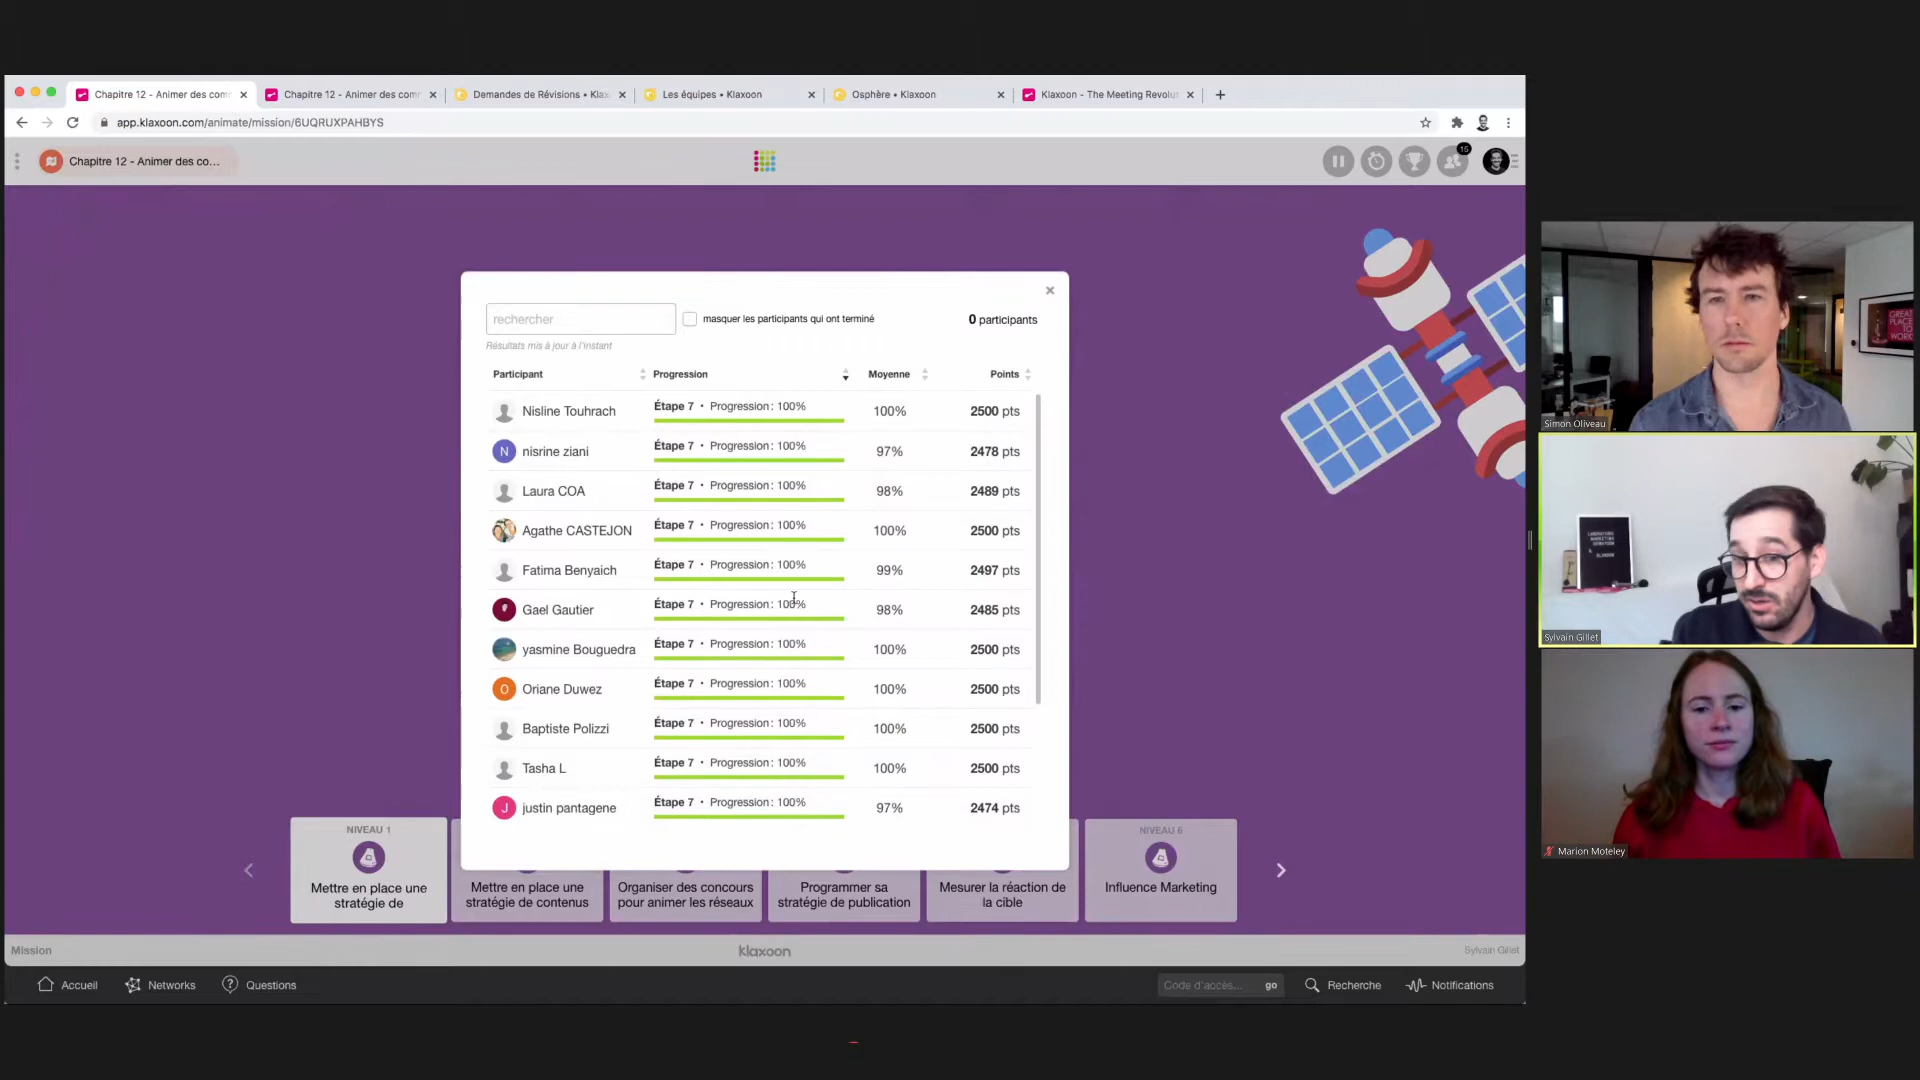 Chapitre 12 - Animer des com
Chapitre 12 - Animer des com
Demandes de Révisions • Klax
Les équipes • Klaxoon
Osphère • Klaxoon
Klaxoon - The Meeting Revolut
app.klaxoon.com/animate/mission/6UQRUXPAHBYS
Chapitre 12 - Animer des co...
15
rechercher
masquer les participants qui ont terminé
0 participants
Résultats mis à jour à l'instant
Participant Progression Moyenne Points
Nisline Touhrach Étape 7 • Progression : 100% 100% 2500 pts
N nisrine ziani Étape 7 • Progression : 100% 97% 2478 pts
Laura COA Étape 7 • Progression : 100% 98% 2489 pts
Agathe CASTEJON Étape 7 • Progression : 100% 100% 2500 pts
Fatima Benyaich Étape 7 • Progression : 100% 99% 2497 pts
Gael Gautier Étape 7 • Progression : 100% 98% 2485 pts
yasmine Bouguedra Étape 7 • Progression : 100% 100% 2500 pts
O Oriane Duwez Étape 7 • Progression : 100% 100% 2500 pts
Baptiste Polizzi Étape 7 • Progression : 100% 100% 2500 pts
Tasha L Étape 7 • Progression : 100% 100% 2500 pts
J justin pantagene Étape 7 • Progression : 100% 97% 2474 pts
NIVEAU 1
Mettre en place une
stratégie de
Mettre en place une
stratégie de contenus
Organiser des concours
pour animer les réseaux
Programmer sa
stratégie de publication
Mesurer la réaction de
la cible
NIVEAU 6
Influence Marketing
Mission
klaxoon
Sylvain Gillet
Accueil
Networks
Questions
Code d'accès...
go
Recherche
Notifications
GREAT
PLACE
TO
WORK
Simon Oliveau
Sylvain Gillet
Marion Moteley